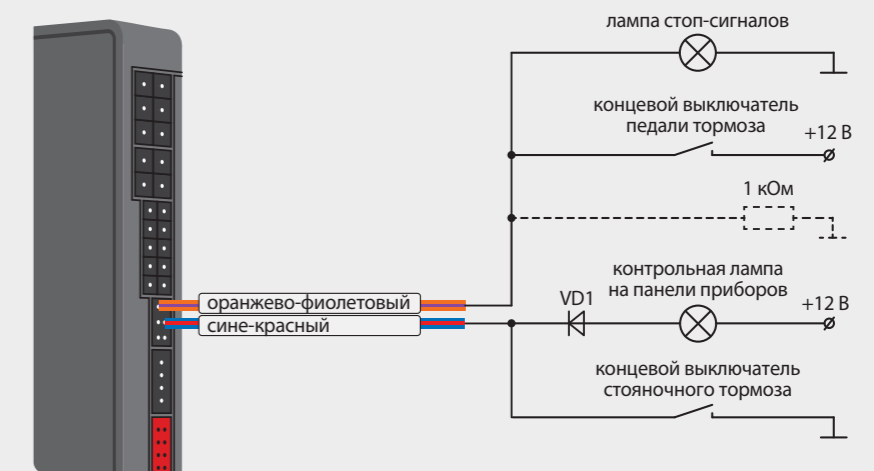 лампа стоп-сигналов
концевой выключатель
педали тормоза
+12 В
1 кОм
контрольная лампа
на панели приборов
+12 В
VD1
оранжево-фиолетовый
сине-красный
концевой выключатель
стояночного тормоза